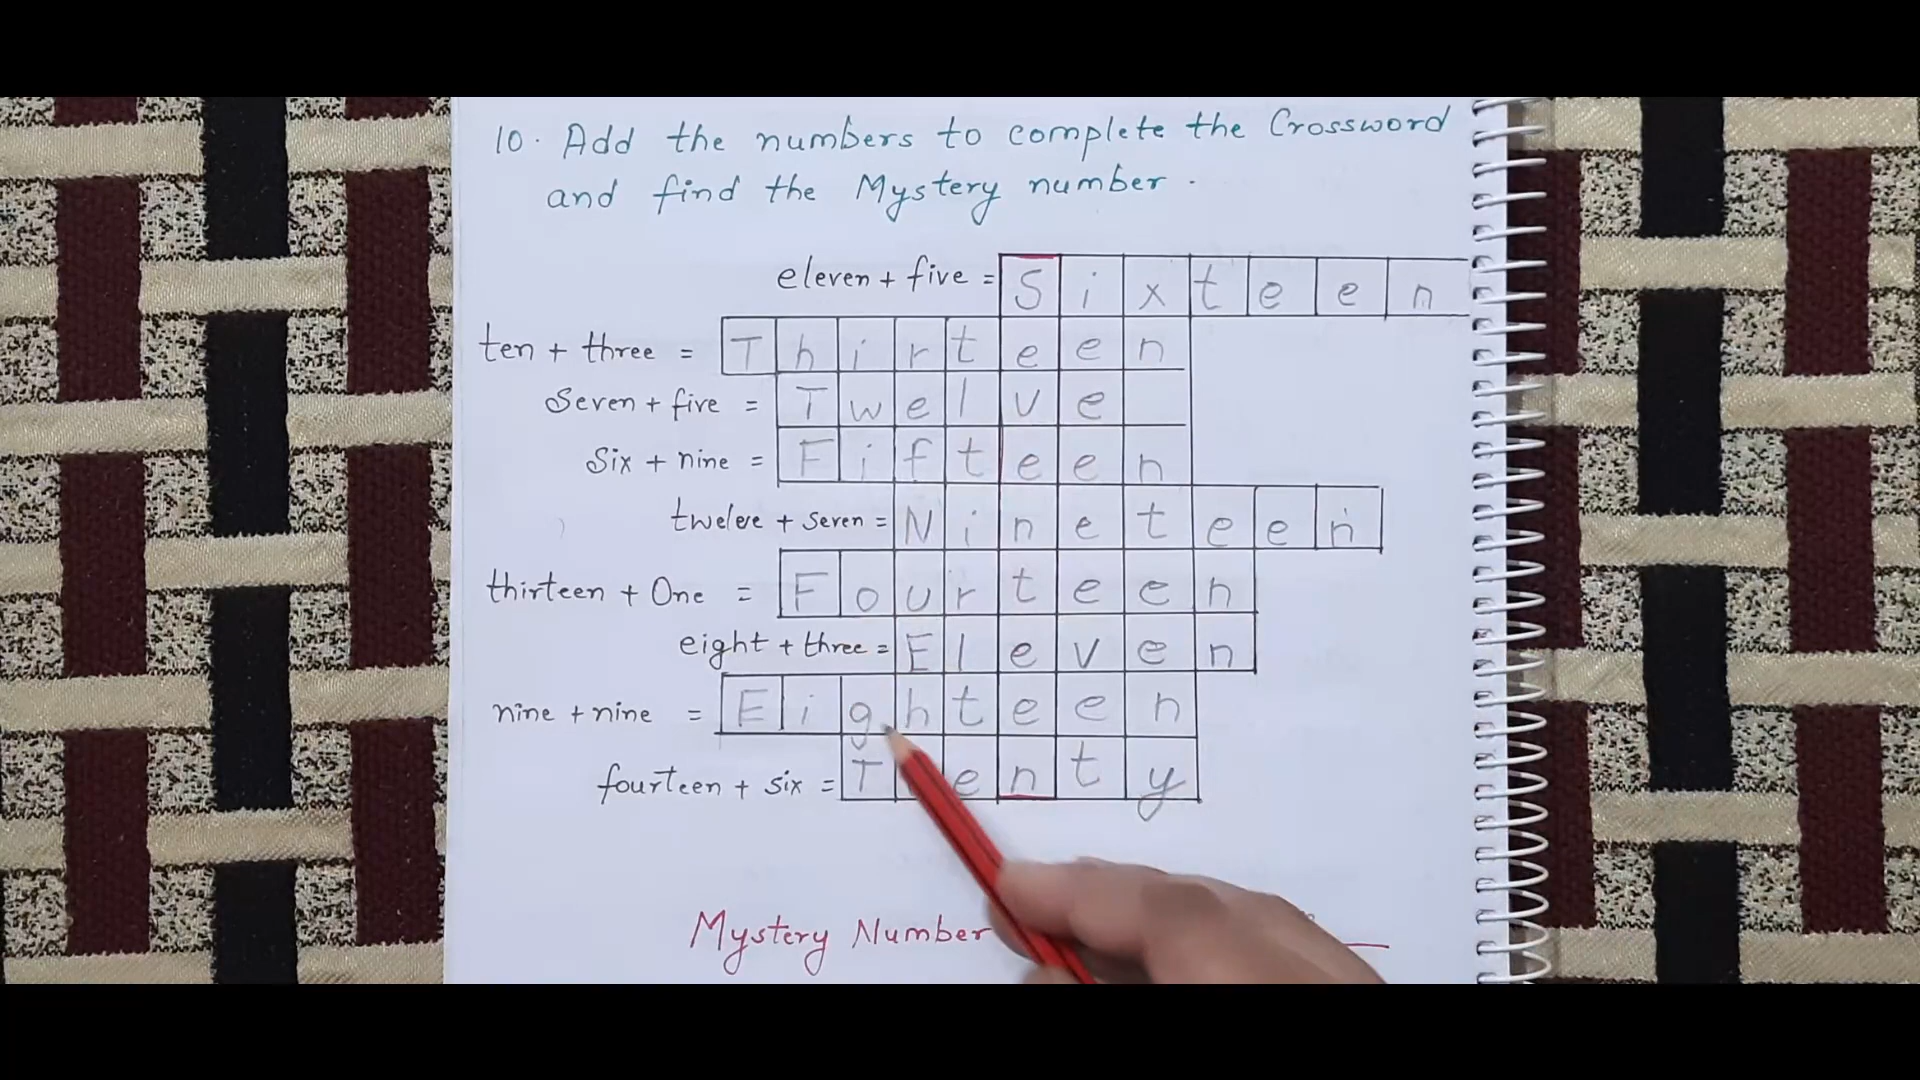 10. Add the numbers to complete the Crossword
and find the Mystery number.
eleven + five = Sixteen
ten + three = Thirteen
Seven + five = Twelve
Six + nine = Fifteen
twelve + seven = Nineteen
thirteen + One = Fourteen
eight + three = Eleven
nine + nine = Eighteen
fourteen + six = T enty
Mystery Number